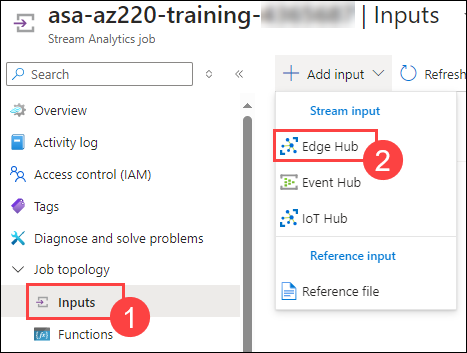 asa-az220-training- | Inputs
Stream Analytics job
Search
Add input
Refresh
Overview
Activity log
Access control (IAM)
Tags
Diagnose and solve problems
Job topology
Inputs
1
Functions
Stream input
Edge Hub
2
Event Hub
IoT Hub
Reference input
Reference file